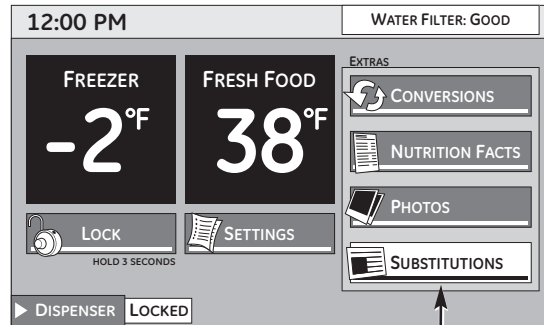 12:00 PM
WATER FILTER: GOOD
FREEZER
-2°F
FRESH FOOD
38°F
EXTRAS
CONVERSIONS
NUTRITION FACTS
PHOTOS
SUBSTITUTIONS
LOCK
HOLD 3 SECONDS
SETTINGS
DISPENSER LOCKED